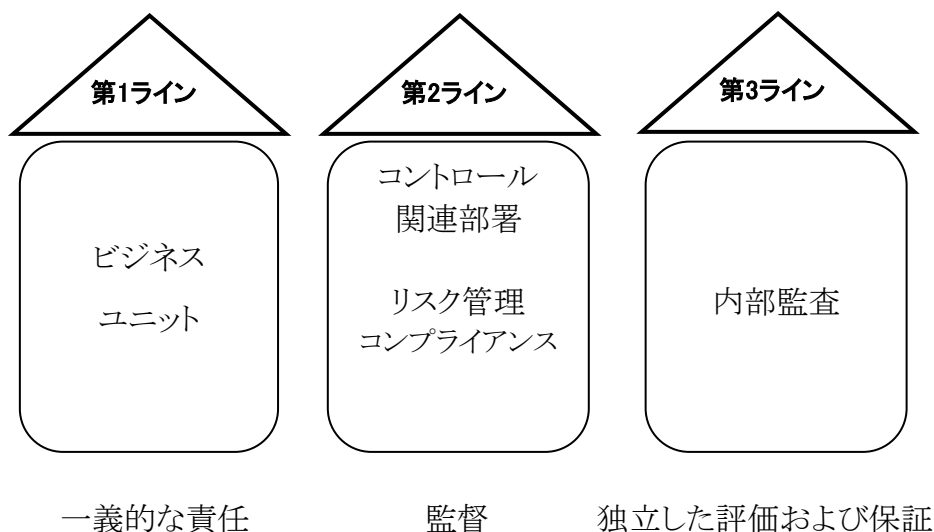 第1ライン
第2ライン
第3ライン
ビジネス
ユニット
コントロール
関連部署
リスク管理
コンプライアンス
内部監査
一義的な責任
監督
独立した評価および保証